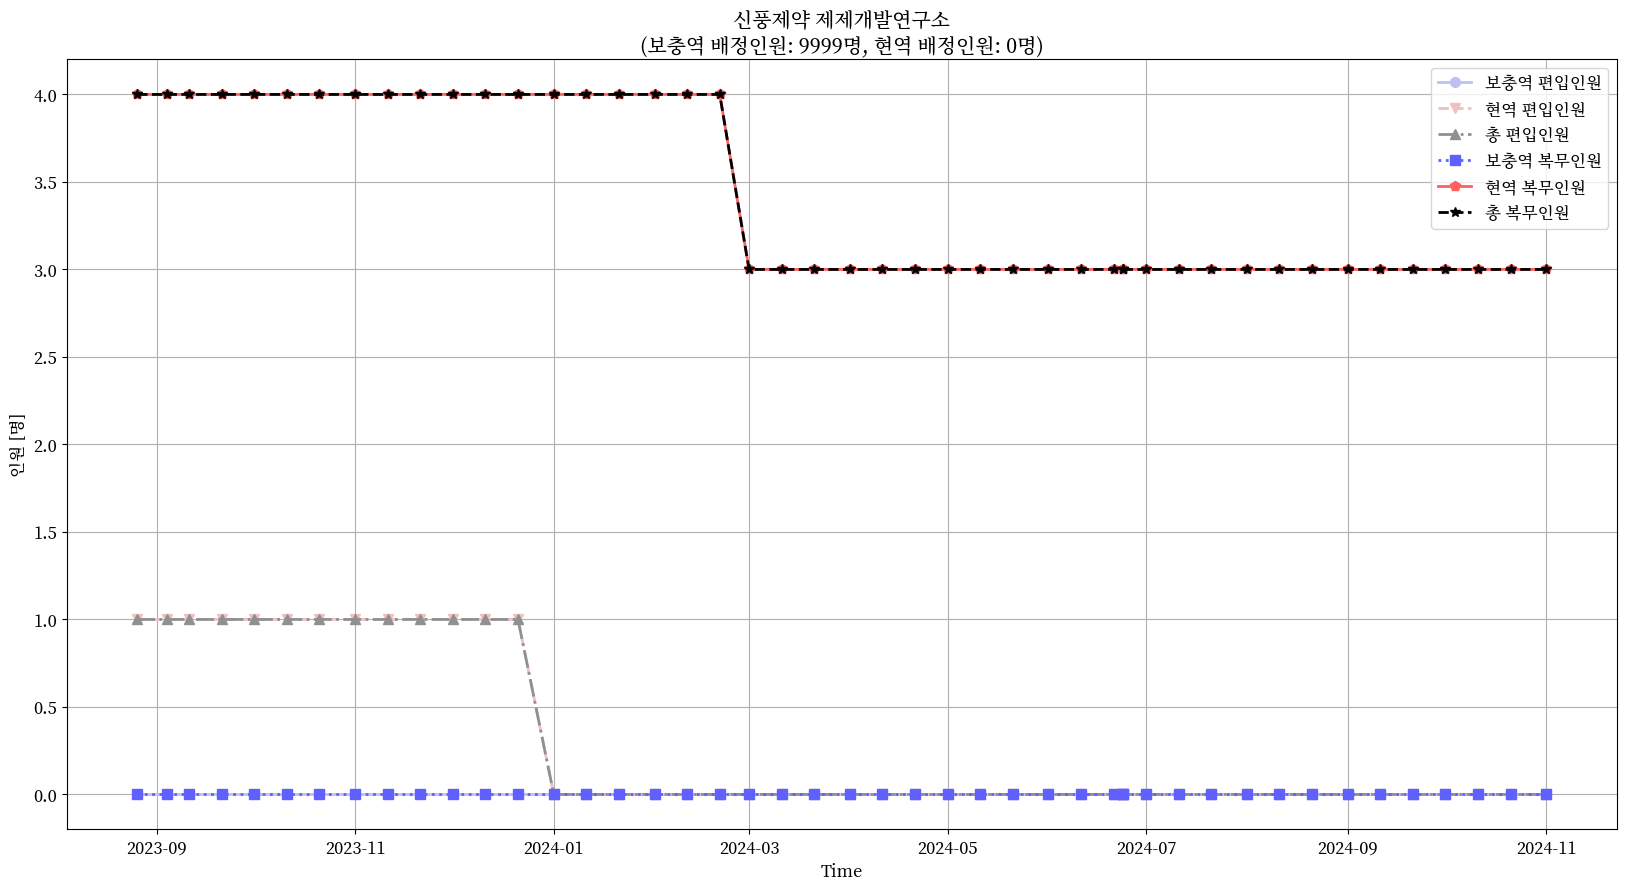 신풍제약 제제개발연구소
(보충역 배정인원: 9999명, 현역 배정인원: 0명)
보충역 편입인원
현역 편입인원
총 편입인원
보충역 복무인원
현역 복무인원
총 복무인원
인원 [명]
4.0
3.5
3.0
2.5
2.0
1.5
1.0
0.5
0.0
2023-09
2023-11
2024-01
2024-03
2024-05
2024-07
2024-09
2024-11
Time